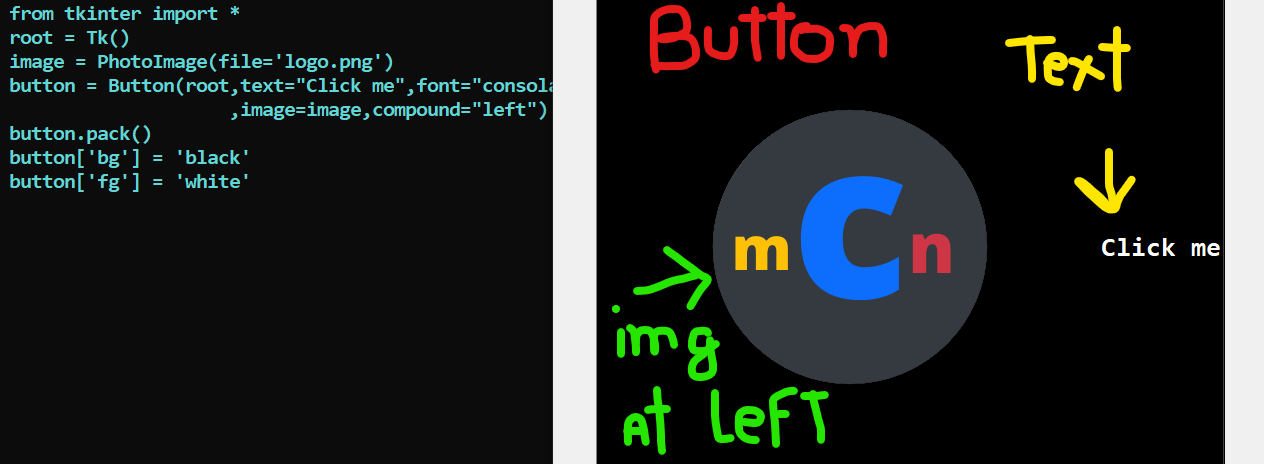 from tkinter import *
root = Tk()
image = PhotoImage(file='logo.png')
button = Button(root,text="Click me",font="consola
,image=image,compound="left")
button.pack()
button['bg'] = 'black'
button['fg'] = 'white'
Button
Text
mCn
Click me
img
At LefT